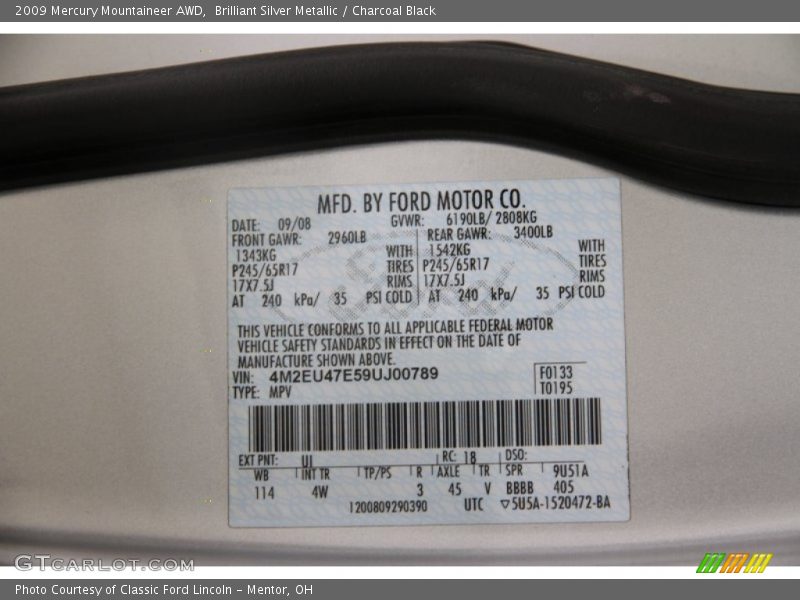 2009 Mercury Mountaineer AWD,  Brilliant Silver Metallic / Charcoal Black
MFD. BY FORD MOTOR CO.
DATE: 09/08 GVWR: 6190LB/ 2808KG
FRONT GAWR: 2960LB REAR GAWR: 3400LB
1343KG WITH 1542KG WITH
P245/65R17 TIRES P245/65R17 TIRES
17X7.5J RIMS 17X7.5J RIMS
AT 240 kPa/ 35 PSI COLD AT 240 kPa/ 35 PSI COLD
THIS VEHICLE CONFORMS TO ALL APPLICABLE FEDERAL MOTOR
VEHICLE SAFETY STANDARDS IN EFFECT ON THE DATE OF
MANUFACTURE SHOWN ABOVE.
VIN: 4M2EU47E59UJ00789 F0133
TYPE: MPV T0195
EXT PNT: UI RC: 18 DSO:
WB INT TR TP/PS R AXLE TR SPR 9U51A
114 4W 3 45 V BBBB 405
1200809290390 UTC ▽5U5A-1520472-BA
GTCARLOT.COM
Photo Courtesy of Classic Ford Lincoln – Mentor, OH